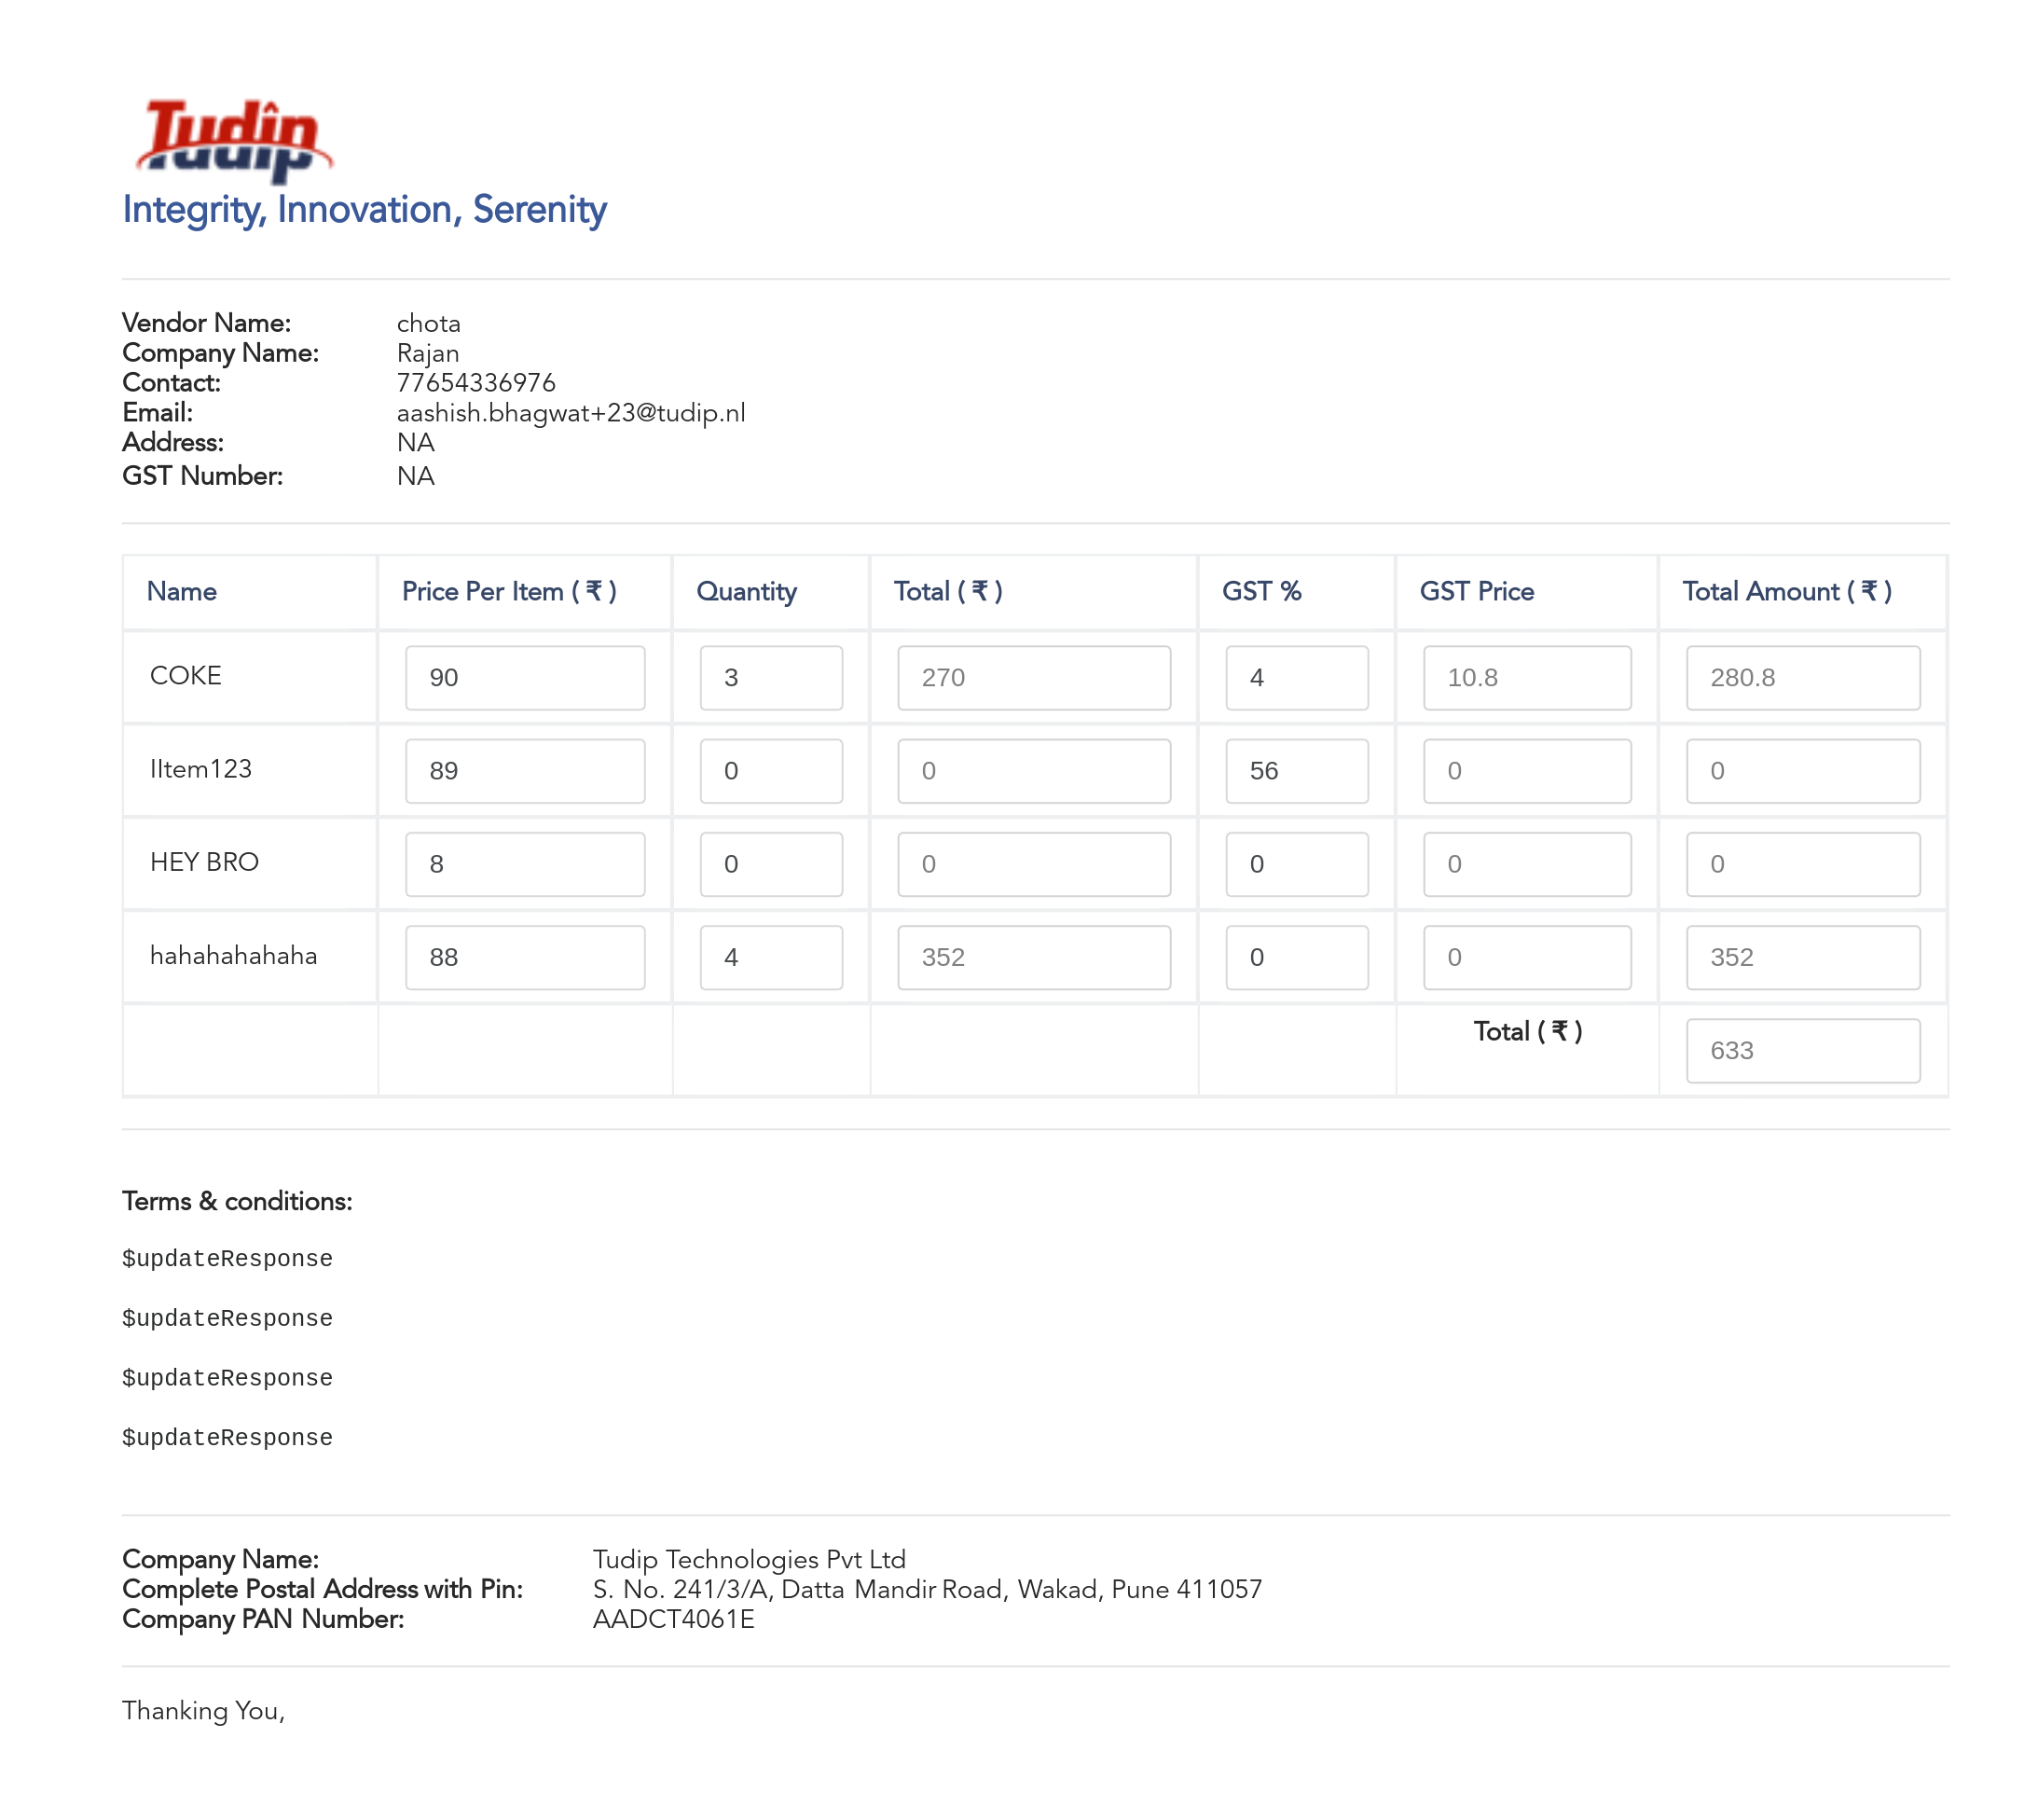 Tudip
Integrity, Innovation, Serenity
Vendor Name: chota
Company Name: Rajan
Contact: 77654336976
Email: aashish.bhagwat+23@tudip.nl
Address: NA
GST Number: NA
Name Price Per Item ( ₹ ) Quantity Total ( ₹ ) GST % GST Price Total Amount ( ₹ )
COKE 90 3 270 4 10.8 280.8
IItem123 89 0 0 56 0 0
HEY BRO 8 0 0 0 0 0
hahahahahaha 88 4 352 0 0 352
Total ( ₹ ) 633
Terms & conditions:
$updateResponse
$updateResponse
$updateResponse
$updateResponse
Company Name: Tudip Technologies Pvt Ltd
Complete Postal Address with Pin: S. No. 241/3/A, Datta Mandir Road, Wakad, Pune 411057
Company PAN Number: AADCT4061E
Thanking You,